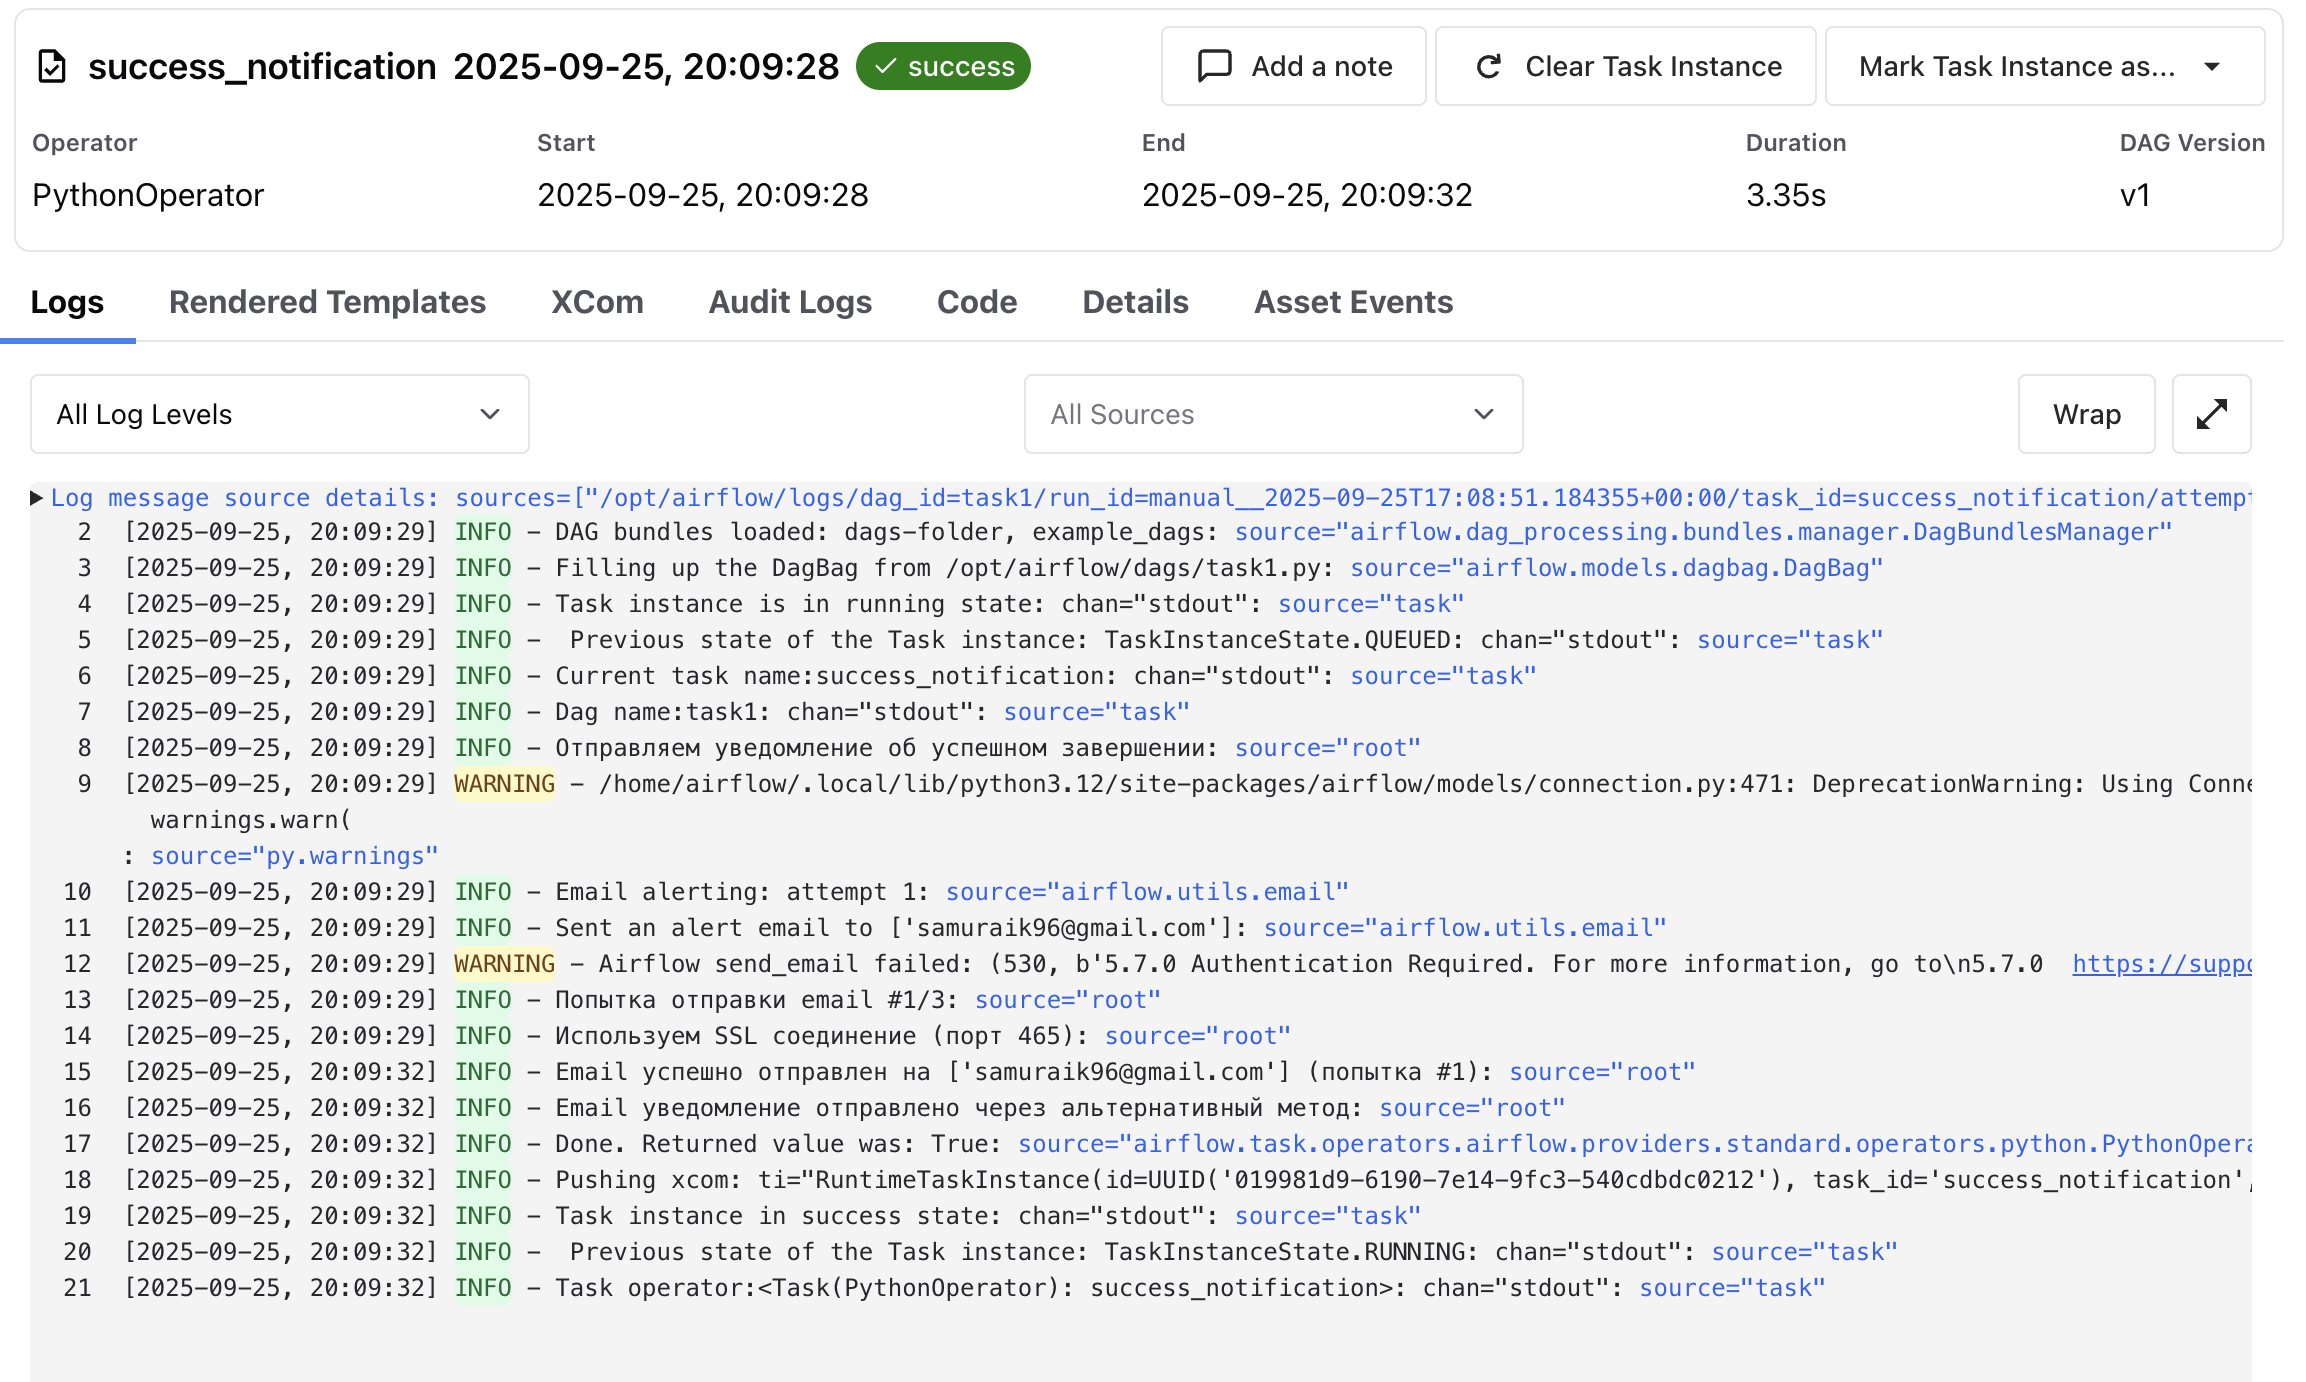 success_notification 2025-09-25, 20:09:28 success
Add a note
Clear Task Instance
Mark Task Instance as...
Operator Start End Duration DAG Version
PythonOperator 2025-09-25, 20:09:28 2025-09-25, 20:09:32 3.35s v1
Logs Rendered Templates XCom Audit Logs Code Details Asset Events
All Log Levels All Sources Wrap
Log message source details: sources=["/opt/airflow/logs/dag_id=task1/run_id=manual__2025-09-25T17:08:51.184355+00:00/task_id=success_notification/attempt
2 [2025-09-25, 20:09:29] INFO - DAG bundles loaded: dags-folder, example_dags: source="airflow.dag_processing.bundles.manager.DagBundlesManager"
3 [2025-09-25, 20:09:29] INFO - Filling up the DagBag from /opt/airflow/dags/task1.py: source="airflow.models.dagbag.DagBag"
4 [2025-09-25, 20:09:29] INFO - Task instance is in running state: chan="stdout": source="task"
5 [2025-09-25, 20:09:29] INFO -  Previous state of the Task instance: TaskInstanceState.QUEUED: chan="stdout": source="task"
6 [2025-09-25, 20:09:29] INFO - Current task name:success_notification: chan="stdout": source="task"
7 [2025-09-25, 20:09:29] INFO - Dag name:task1: chan="stdout": source="task"
8 [2025-09-25, 20:09:29] INFO - Отправляем уведомление об успешном завершении: source="root"
9 [2025-09-25, 20:09:29] WARNING - /home/airflow/.local/lib/python3.12/site-packages/airflow/models/connection.py:471: DeprecationWarning: Using Conne
warnings.warn(
: source="py.warnings"
10 [2025-09-25, 20:09:29] INFO - Email alerting: attempt 1: source="airflow.utils.email"
11 [2025-09-25, 20:09:29] INFO - Sent an alert email to ['samuraik96@gmail.com']: source="airflow.utils.email"
12 [2025-09-25, 20:09:29] WARNING - Airflow send_email failed: (530, b'5.7.0 Authentication Required. For more information, go to\n5.7.0  https://suppo
13 [2025-09-25, 20:09:29] INFO - Попытка отправки email #1/3: source="root"
14 [2025-09-25, 20:09:29] INFO - Используем SSL соединение (порт 465): source="root"
15 [2025-09-25, 20:09:32] INFO - Email успешно отправлен на ['samuraik96@gmail.com'] (попытка #1): source="root"
16 [2025-09-25, 20:09:32] INFO - Email уведомление отправлено через альтернативный метод: source="root"
17 [2025-09-25, 20:09:32] INFO - Done. Returned value was: True: source="airflow.task.operators.airflow.providers.standard.operators.python.PythonOpera
18 [2025-09-25, 20:09:32] INFO - Pushing xcom: ti="RuntimeTaskInstance(id=UUID('019981d9-6190-7e14-9fc3-540cdbdc0212'), task_id='success_notification',
19 [2025-09-25, 20:09:32] INFO - Task instance in success state: chan="stdout": source="task"
20 [2025-09-25, 20:09:32] INFO -  Previous state of the Task instance: TaskInstanceState.RUNNING: chan="stdout": source="task"
21 [2025-09-25, 20:09:32] INFO - Task operator:<Task(PythonOperator): success_notification>: chan="stdout": source="task"